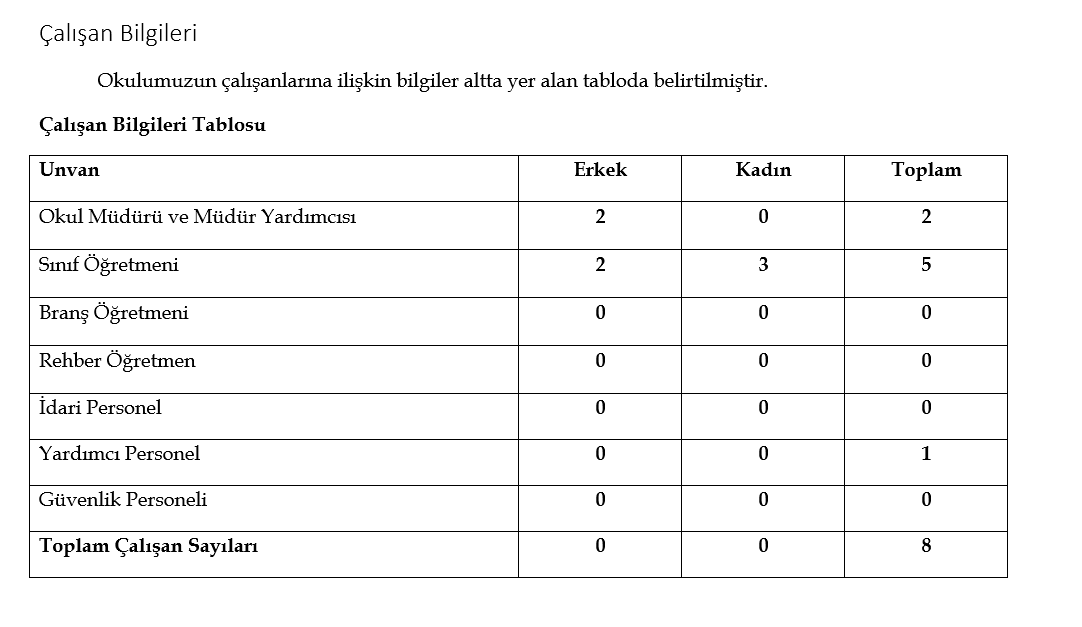 Çalışan Bilgileri
Okulumuzun çalışanlarına ilişkin bilgiler altta yer alan tabloda belirtilmiştir.
Çalışan Bilgileri Tablosu
Unvan Erkek Kadın Toplam
Okul Müdürü ve Müdür Yardımcısı 2 0 2
Sınıf Öğretmeni 2 3 5
Branş Öğretmeni 0 0 0
Rehber Öğretmen 0 0 0
İdari Personel 0 0 0
Yardımcı Personel 0 0 1
Güvenlik Personeli 0 0 0
Toplam Çalışan Sayıları 0 0 8